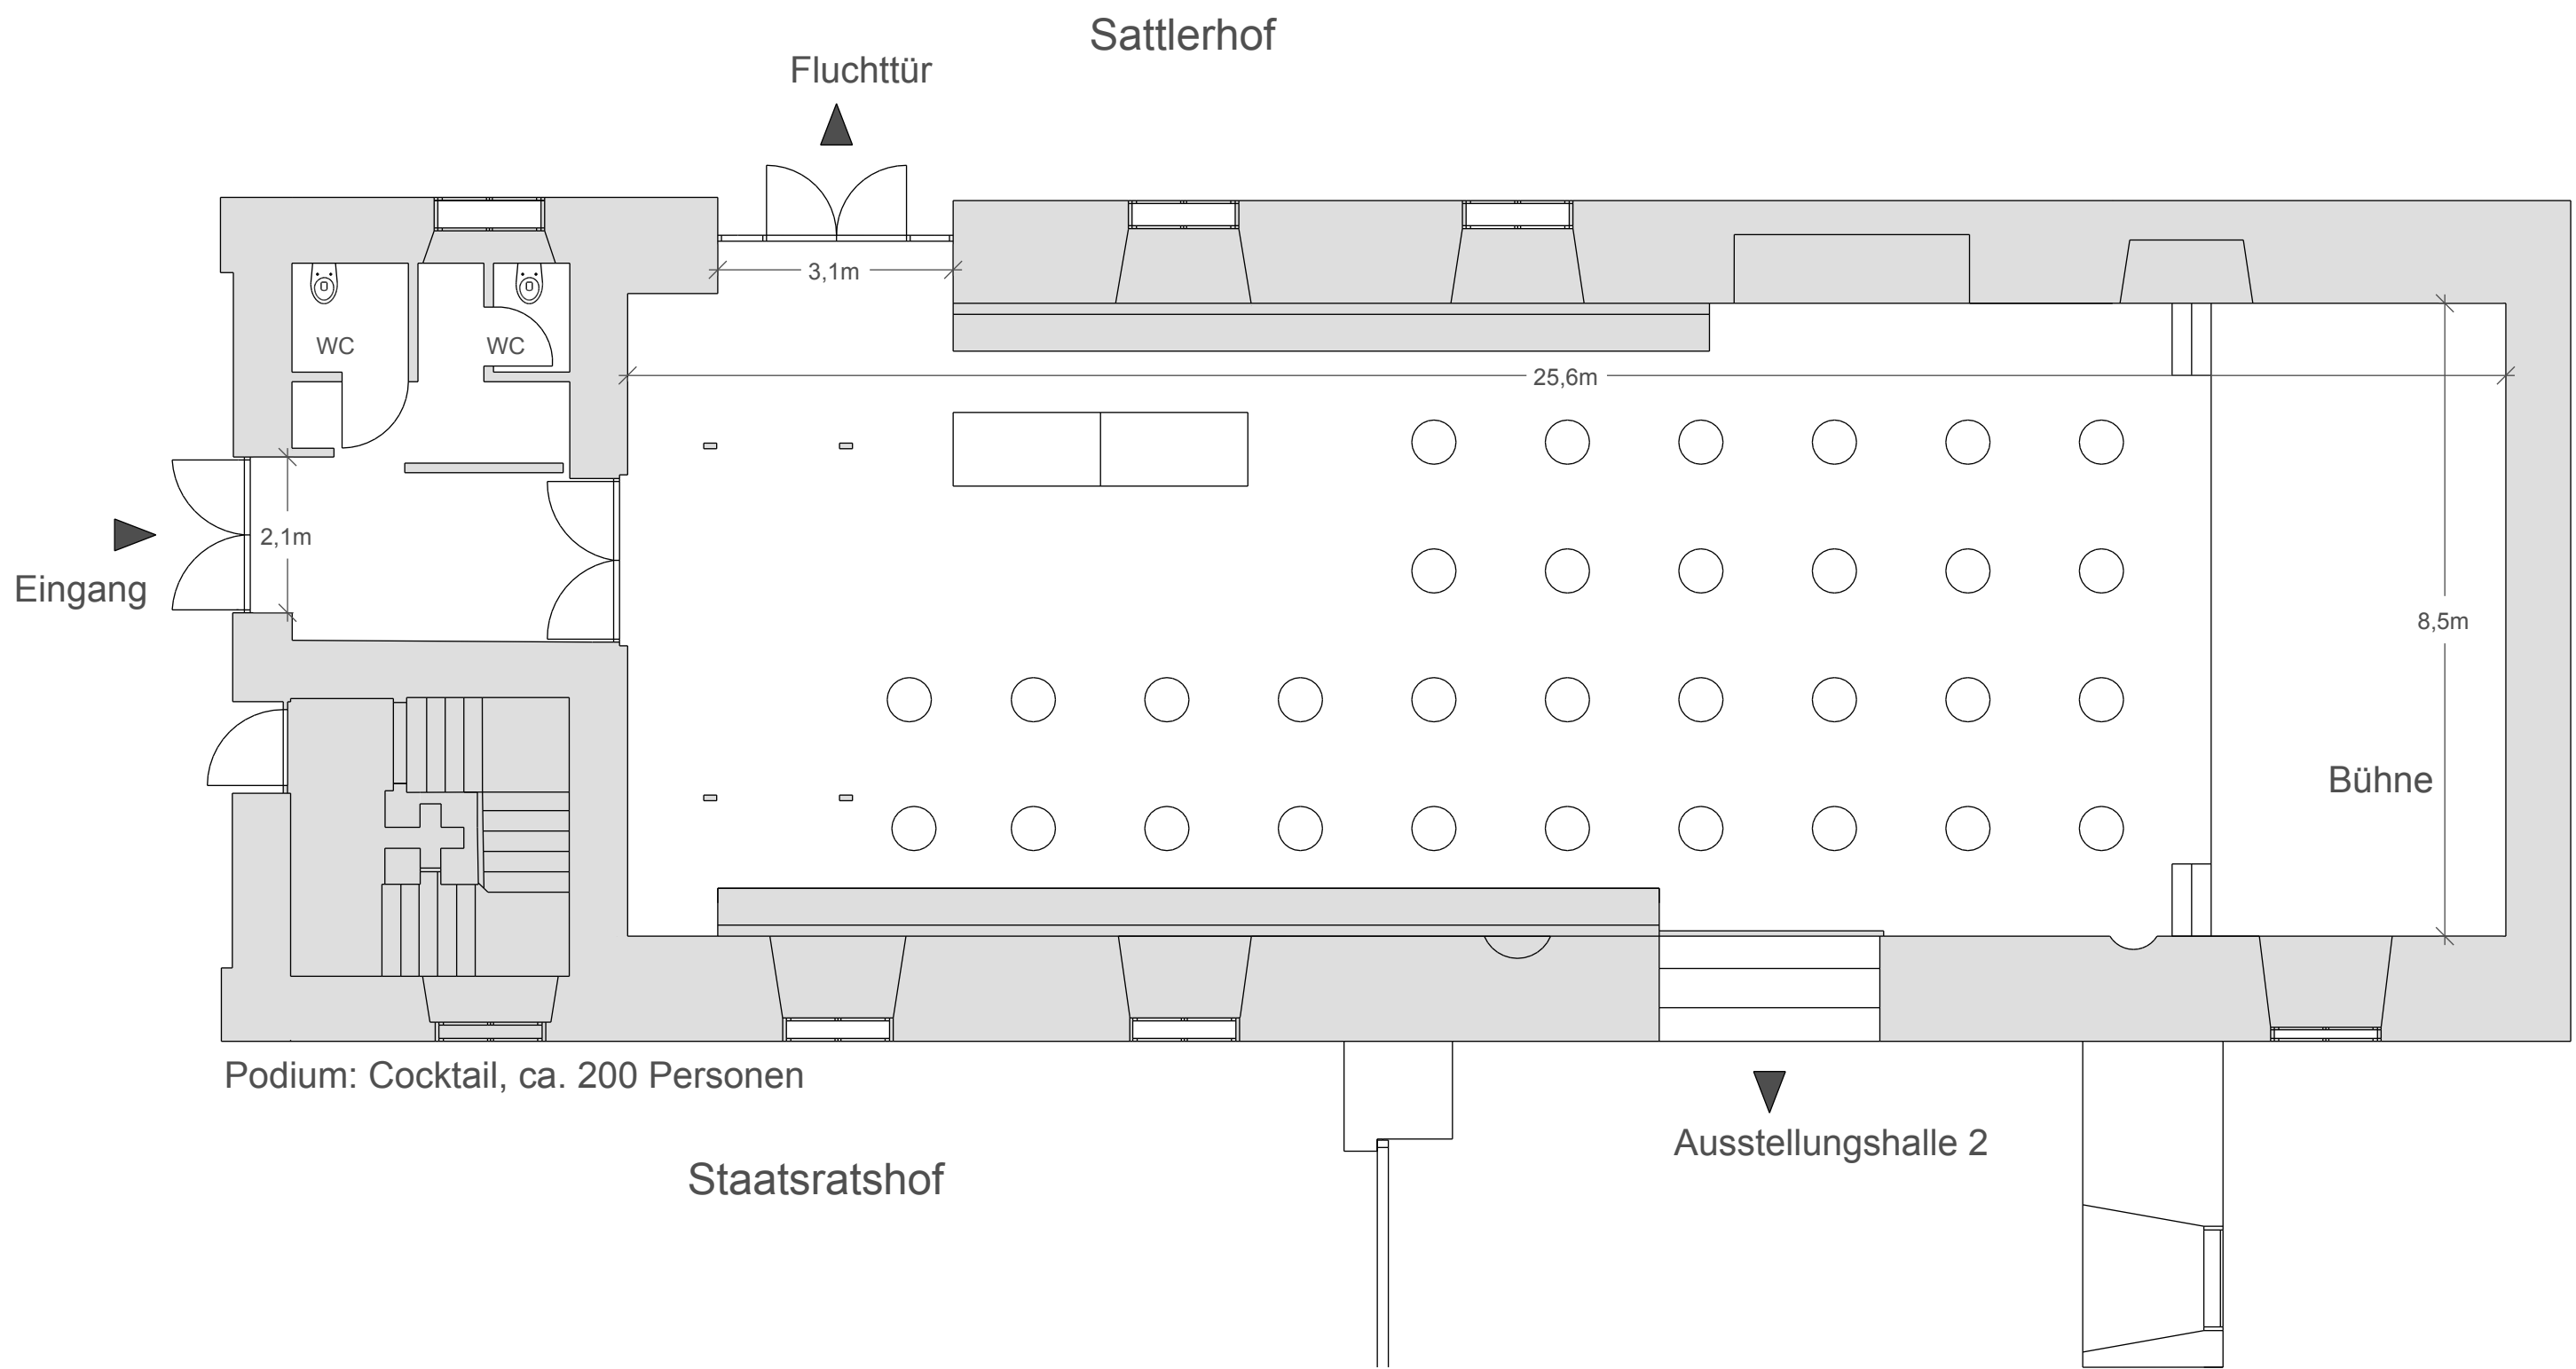 Sattlerhof
Fluchttür
3,1m
WC
WC
25,6m
2,1m
Eingang
8,5m
Bühne
Podium: Cocktail, ca. 200 Personen
Ausstellungshalle 2
Staatsratshof